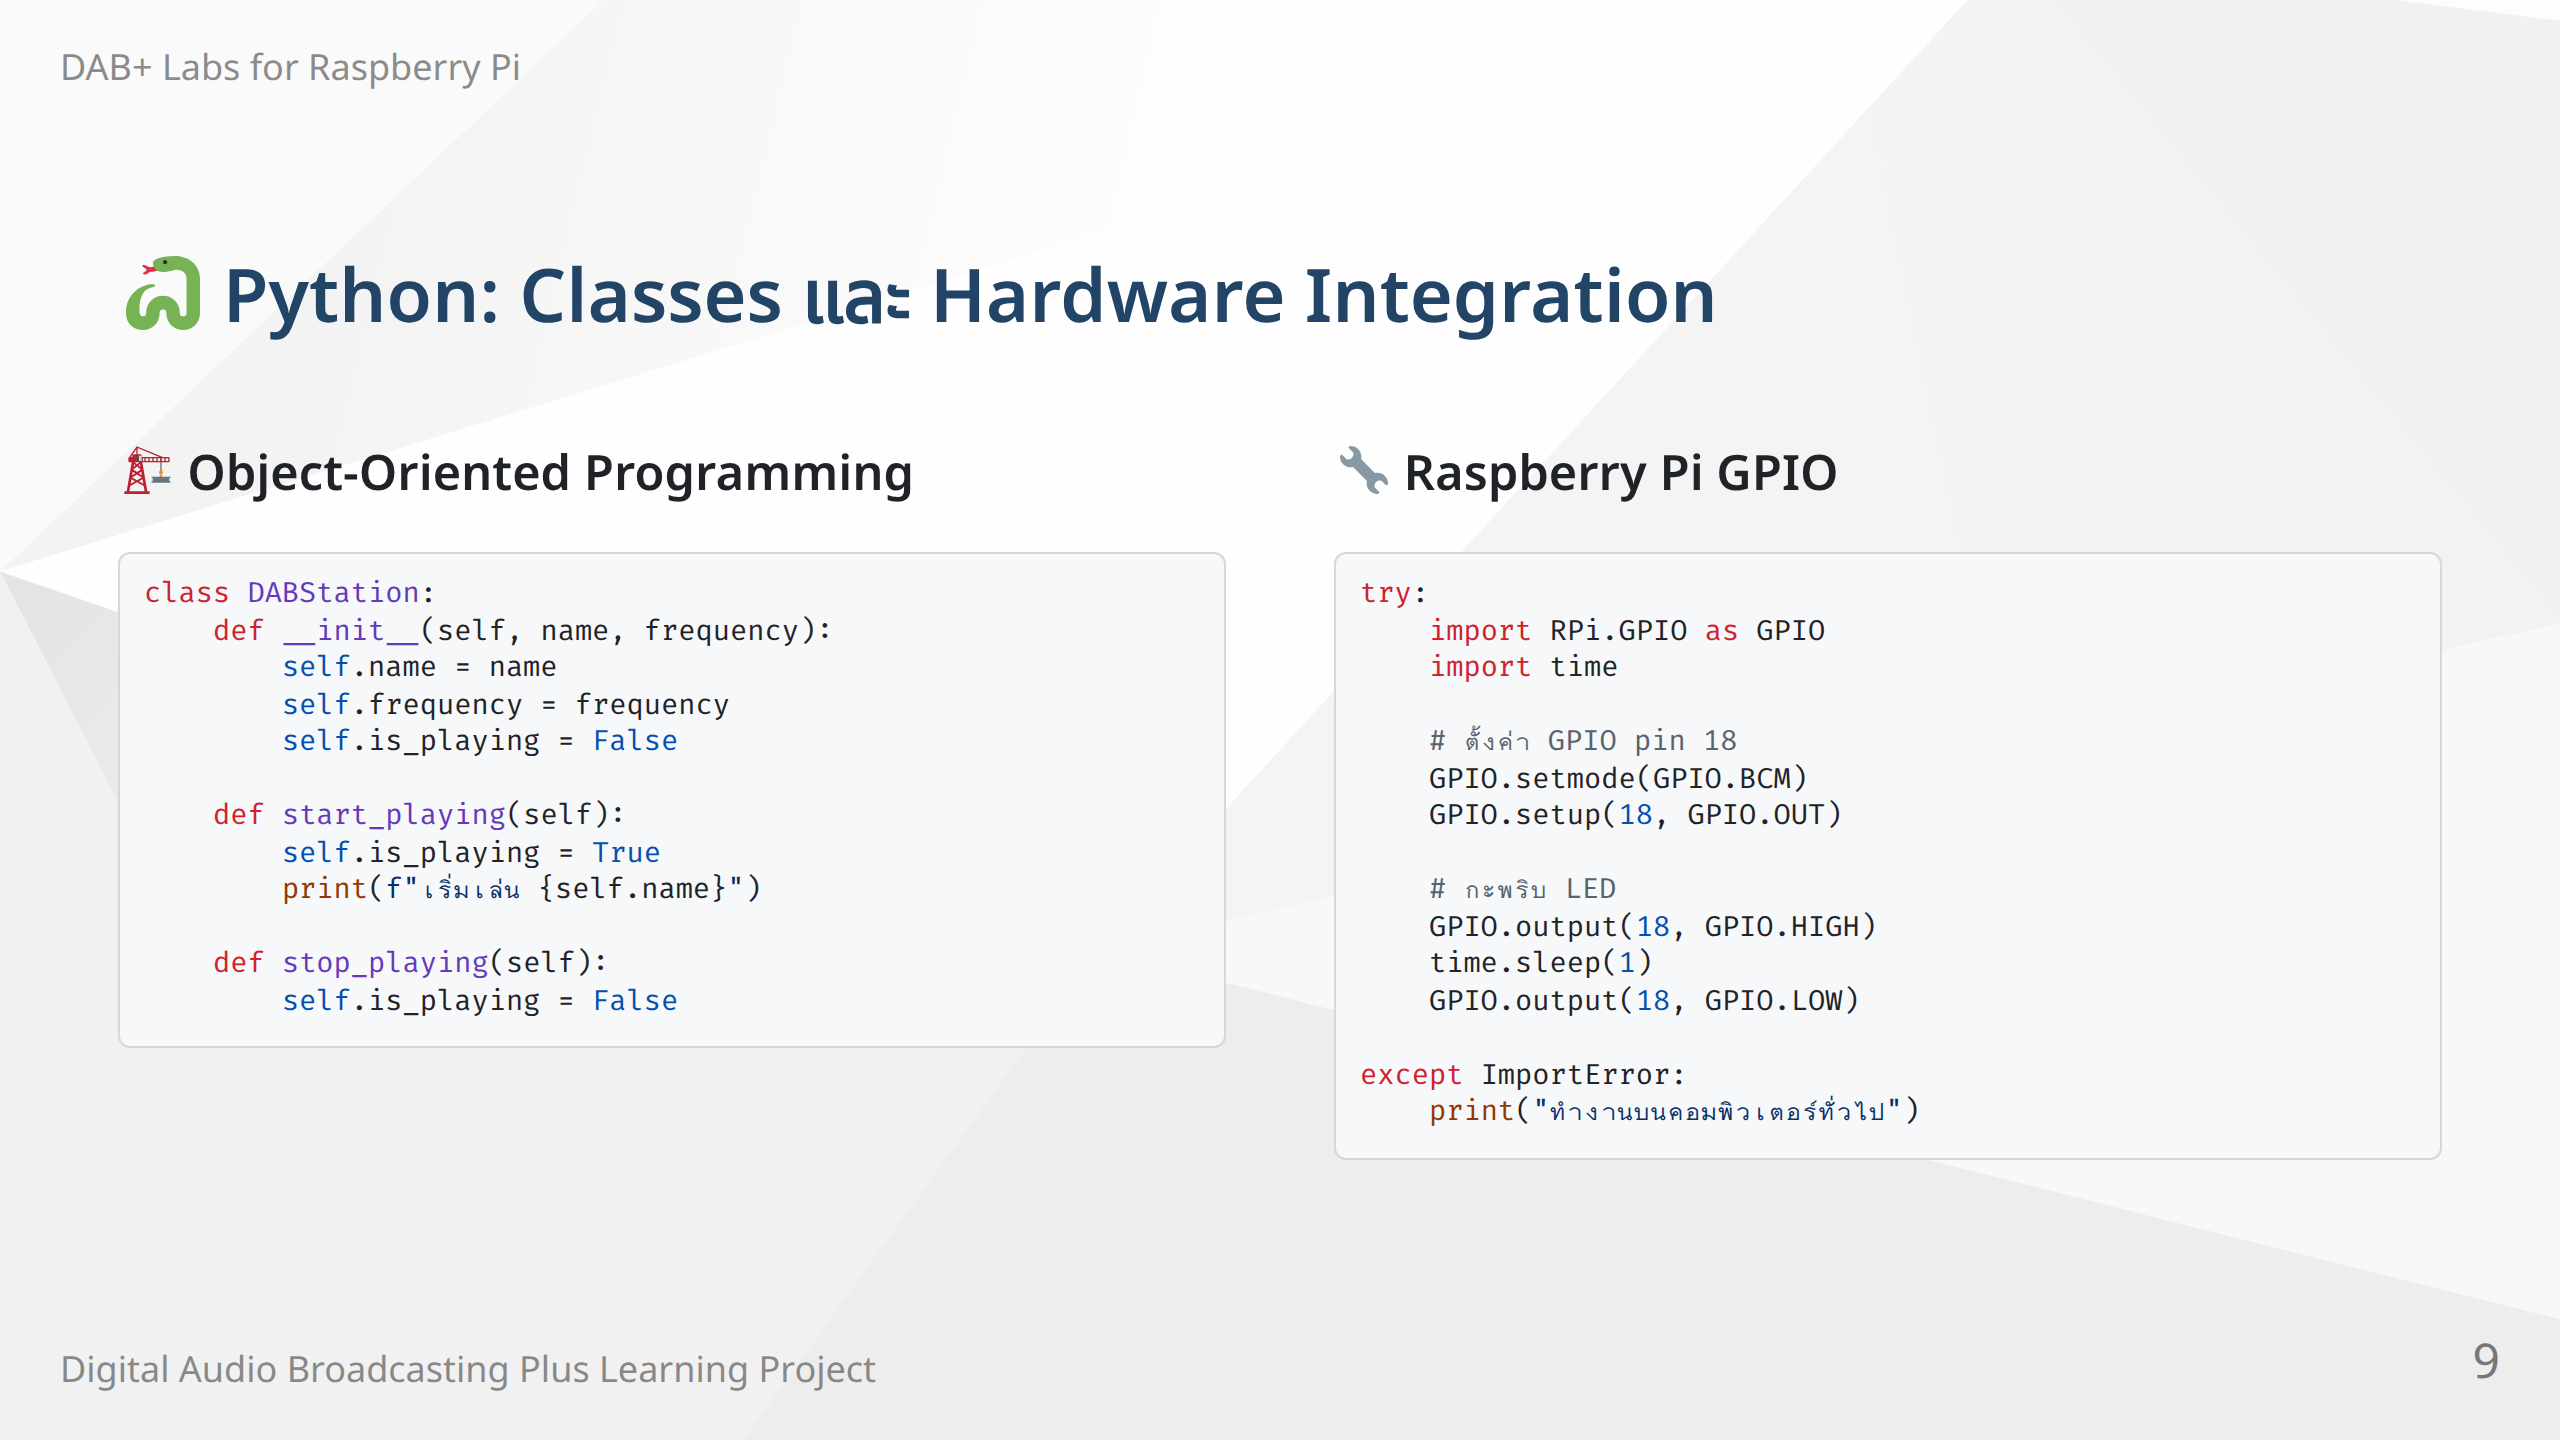 DAB+ Labs for Raspberry Pi
Python: Classes และ Hardware Integration
Object-Oriented Programming
class DABStation:
    def __init__(self, name, frequency):
        self.name = name
        self.frequency = frequency
        self.is_playing = False

    def start_playing(self):
        self.is_playing = True
        print(f"เริ่มเล่น {self.name}")

    def stop_playing(self):
        self.is_playing = False
Raspberry Pi GPIO
try:
    import RPi.GPIO as GPIO
    import time

    # ตั้งค่า GPIO pin 18
    GPIO.setmode(GPIO.BCM)
    GPIO.setup(18, GPIO.OUT)

    # กะพริบ LED
    GPIO.output(18, GPIO.HIGH)
    time.sleep(1)
    GPIO.output(18, GPIO.LOW)

except ImportError:
    print("ทำงานบนคอมพิวเตอร์ทั่วไป")
Digital Audio Broadcasting Plus Learning Project
9